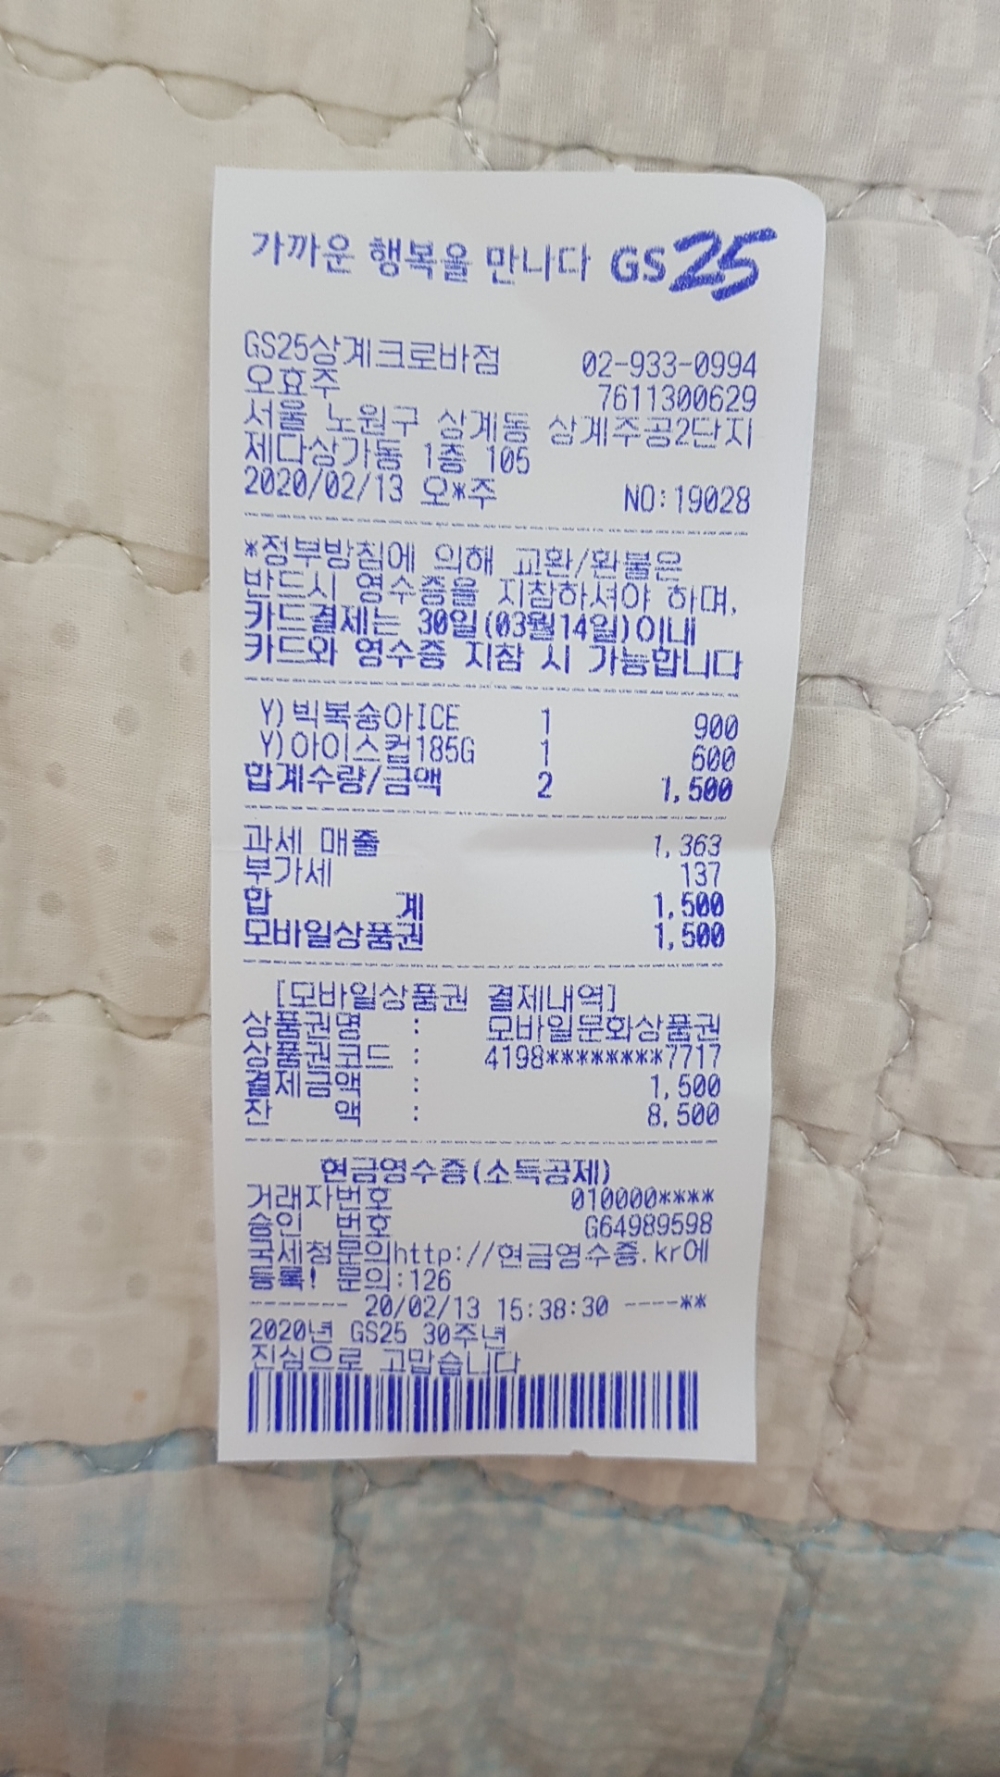 가까운 행복을 만나다 GS25
GS25상계크로바점 02-933-0994
오효주 7611300629
서울 노원구 상계동 상계주공2단지
제다상가동 1층 105
2020/02/13 오*주 NO:19028
*정부방침에 의해 교환/환불은
반드시 영수증을 지참하셔야 하며,
카드결제는 30일(03월14일)이내
카드와 영수증 지참 시 가능합니다
Y)빅복숭아ICE 1 900
Y)아이스컵185G 1 600
합계수량/금액 2 1,500
과세 매출 1,363
부가세 137
합 계 1,500
모바일상품권 1,500
[모바일상품권 결제내역]
상품권명 : 모바일문화상품권
상품권코드 : 4198********7717
결제금액 : 1,500
잔 액 : 8,500
현금영수증(소득공제)
거래자번호 010000****
승인 번호 G64989598
국세청문의http://현금영수증.kr에
등록! 문의:126
------- 20/02/13 15:38:30 ----**
2020년 GS25 30주년
진심으로 고맙습니다